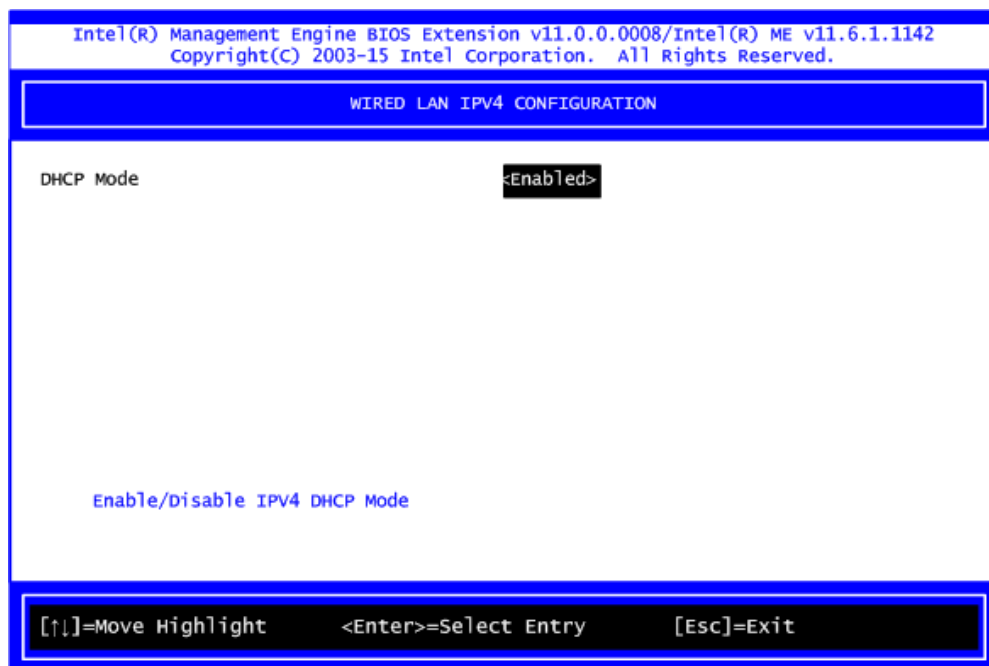 Intel(R) Management Engine BIOS Extension v11.0.0.0008/Intel(R) ME v11.6.1.1142
Copyright(C) 2003-15 Intel Corporation. All Rights Reserved.
WIRED LAN IPV4 CONFIGURATION
DHCP Mode <Enabled>
Enable/Disable IPV4 DHCP Mode
[↑↓]=Move Highlight <Enter>=Select Entry [Esc]=Exit